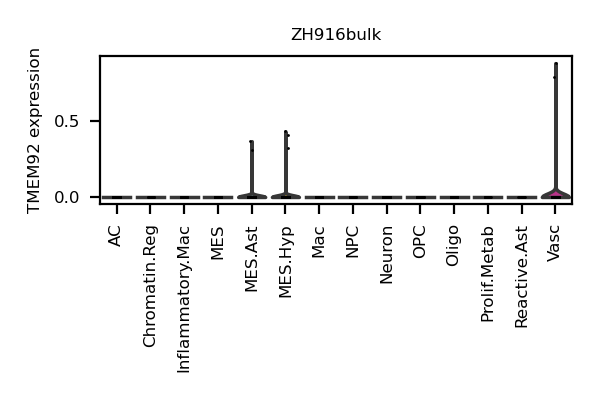 ZH916bulk
TMEM92 expression
0.5
0.0
AC
Chromatin.Reg
Inflammatory.Mac
MES
MES.Ast
MES.Hyp
Mac
NPC
Neuron
OPC
Oligo
Prolif.Metab
Reactive.Ast
Vasc